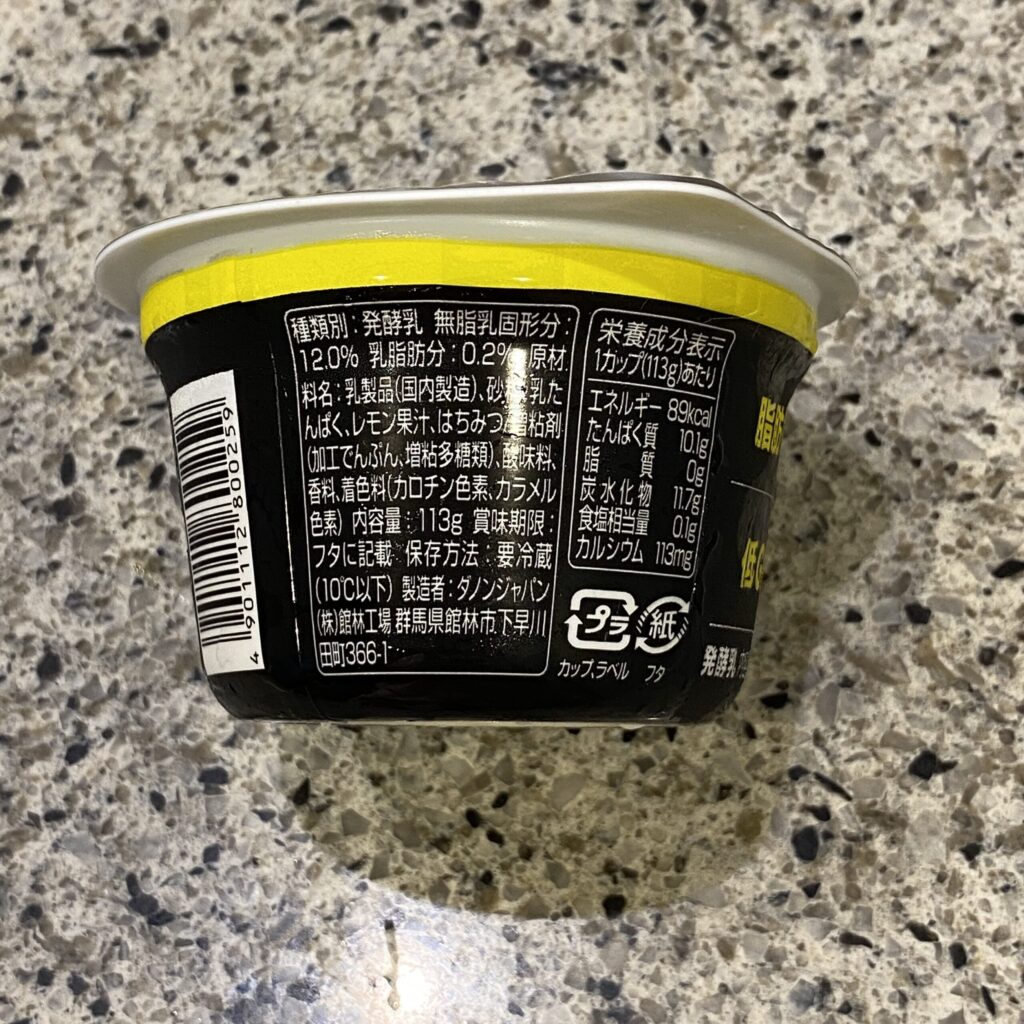 種類別：発酵乳 無脂乳固形分：
12.0% 乳脂肪分：0.2% 原材
料名：乳製品(国内製造)、砂糖、乳たん
ぱく、レモン果汁、はちみつ/増粘剤
(加工でんぷん、増粘多糖類)、酸味料、
香料、着色料(カロチン色素、カラメル
色素) 内容量：113g 賞味期限：
フタに記載 保存方法：要冷蔵
(10℃以下) 製造者：ダノンジャパン
(株)館林工場 群馬県館林市下早川
田町366-1
栄養成分表示
1カップ(113g)あたり
エネルギー 89kcal
たんぱく質 10.1g
脂質 0g
炭水化物 11.7g
食塩相当量 0.1g
カルシウム 113mg
プラ 紙
カップ、ラベル フタ
4 901112 800259
脂肪
低
発酵乳